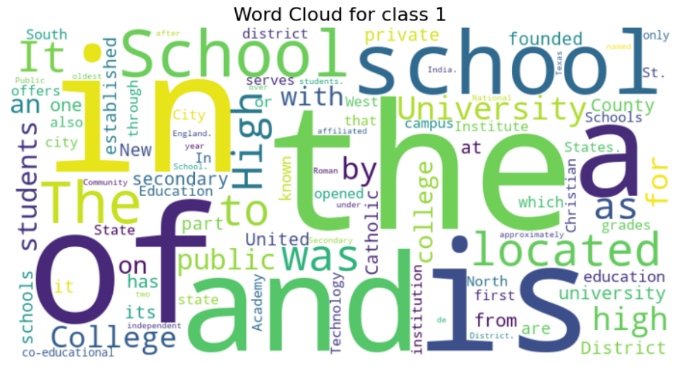 Word Cloud for class 1
South after district private founded only
It School school named
Public oldest serves over students. India. Texas St.
offers in or with West University County
an one established through that National Schools
also City campus Institute
city New England. year In affiliated the a
students secondary High known opened by at States. for
Education School. Roman under
The Community to Catholic college which Christian as grades
State part approximately
of on United was located
it has public Secondary North education
schools its state Academy and Technology institution de first is university high
College two from are
co-educational independent District. District